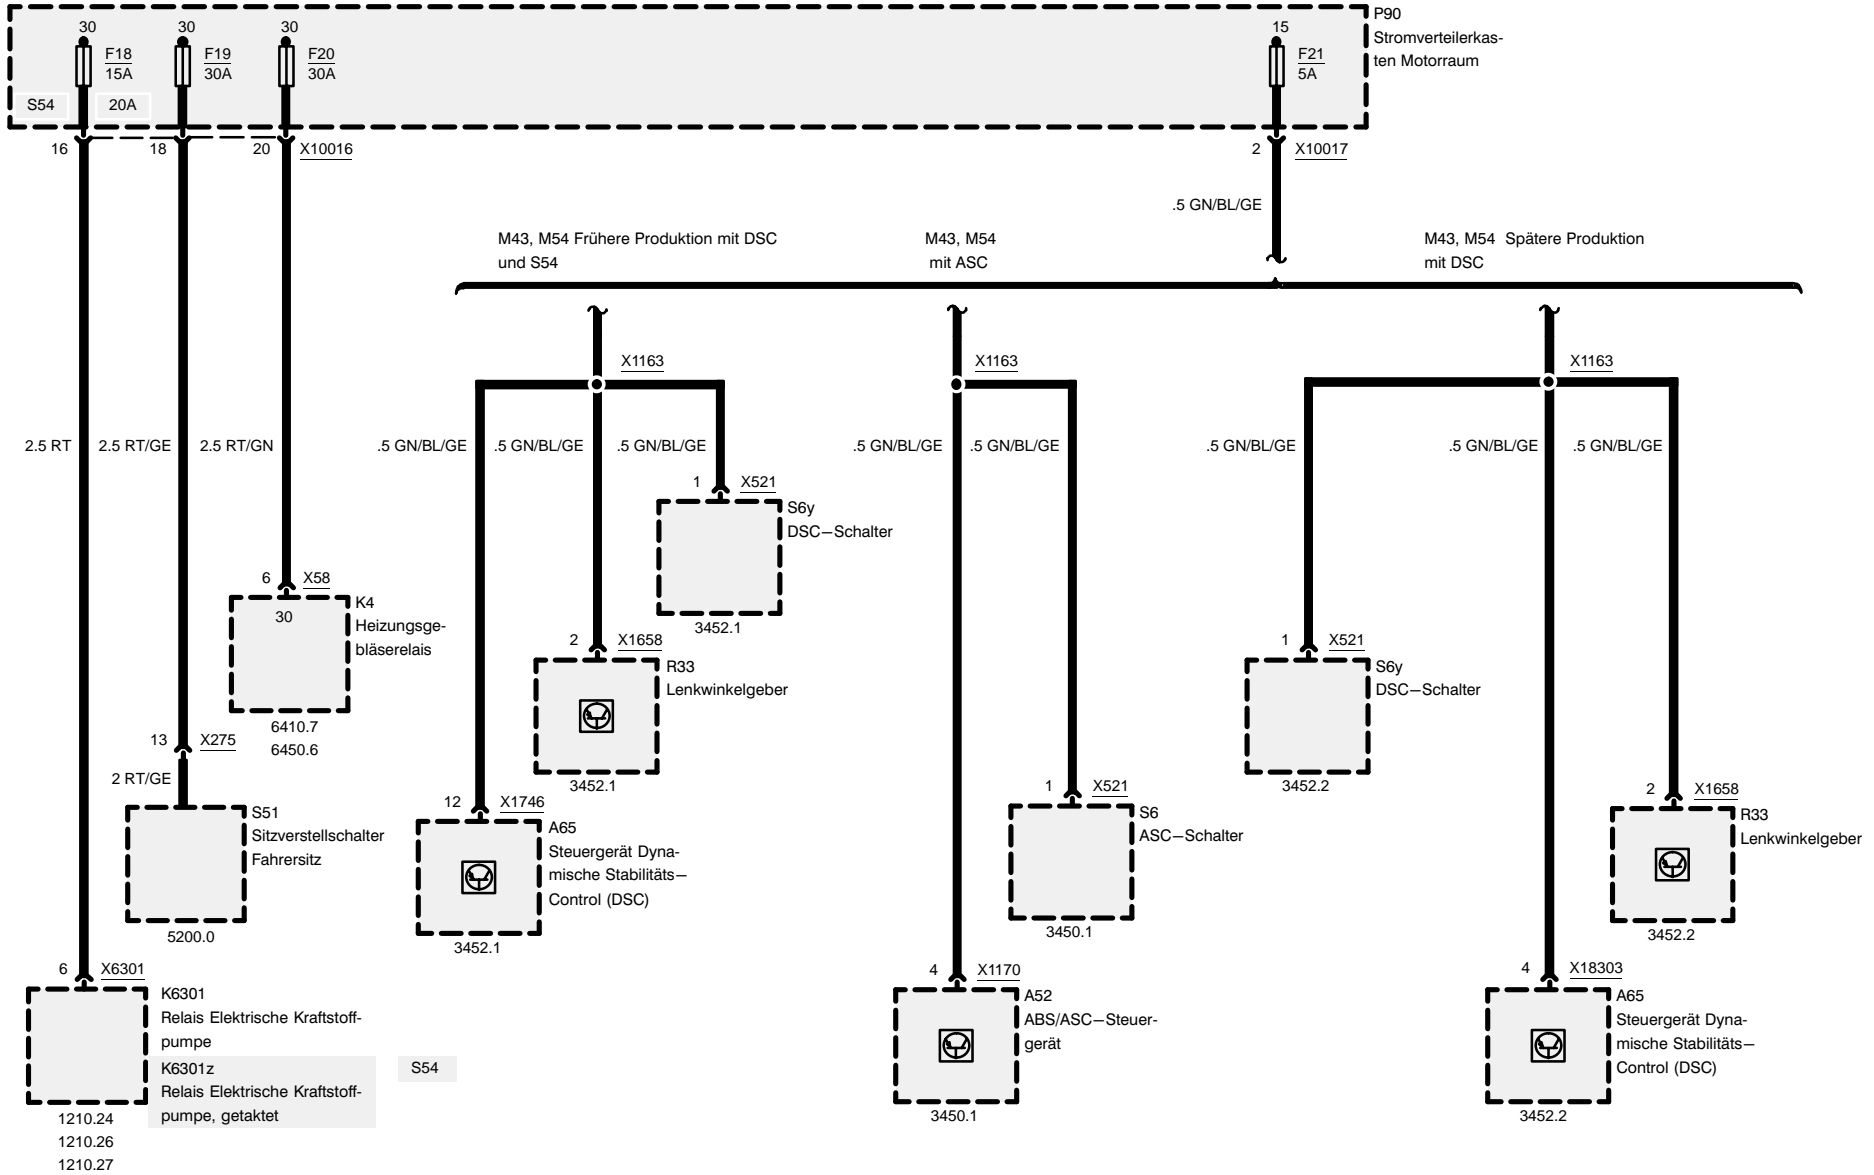 P90
Stromverteilerkas-
ten Motorraum
30
F18
15A
30
F19
30A
30
F20
30A
15
F21
5A
S54
20A
16
18
20
X10016
2
X10017
.5 GN/BL/GE
M43, M54 Frühere Produktion mit DSC
und S54
M43, M54
mit ASC
M43, M54 Spätere Produktion
mit DSC
X1163
X1163
X1163
2.5 RT
2.5 RT/GE
2.5 RT/GN
.5 GN/BL/GE
.5 GN/BL/GE
.5 GN/BL/GE
.5 GN/BL/GE
.5 GN/BL/GE
.5 GN/BL/GE
.5 GN/BL/GE
.5 GN/BL/GE
1
X521
S6y
DSC–Schalter
3452.1
6
X58
30
K4
Heizungsge-
bläserelais
6410.7
6450.6
2
X1658
R33
Lenkwinkelgeber
3452.1
1
X521
S6y
DSC–Schalter
3452.2
13
X275
2 RT/GE
S51
Sitzverstellschalter
Fahrersitz
5200.0
12
X1746
A65
Steuergerät Dyna-
mische Stabilitäts–
Control (DSC)
3452.1
1
X521
S6
ASC–Schalter
3450.1
2
X1658
R33
Lenkwinkelgeber
3452.2
6
X6301
K6301
Relais Elektrische Kraftstoff-
pumpe
K6301z
Relais Elektrische Kraftstoff-
pumpe, getaktet
S54
1210.24
1210.26
1210.27
4
X1170
A52
ABS/ASC–Steuer-
gerät
3450.1
4
X18303
A65
Steuergerät Dyna-
mische Stabilitäts–
Control (DSC)
3452.2